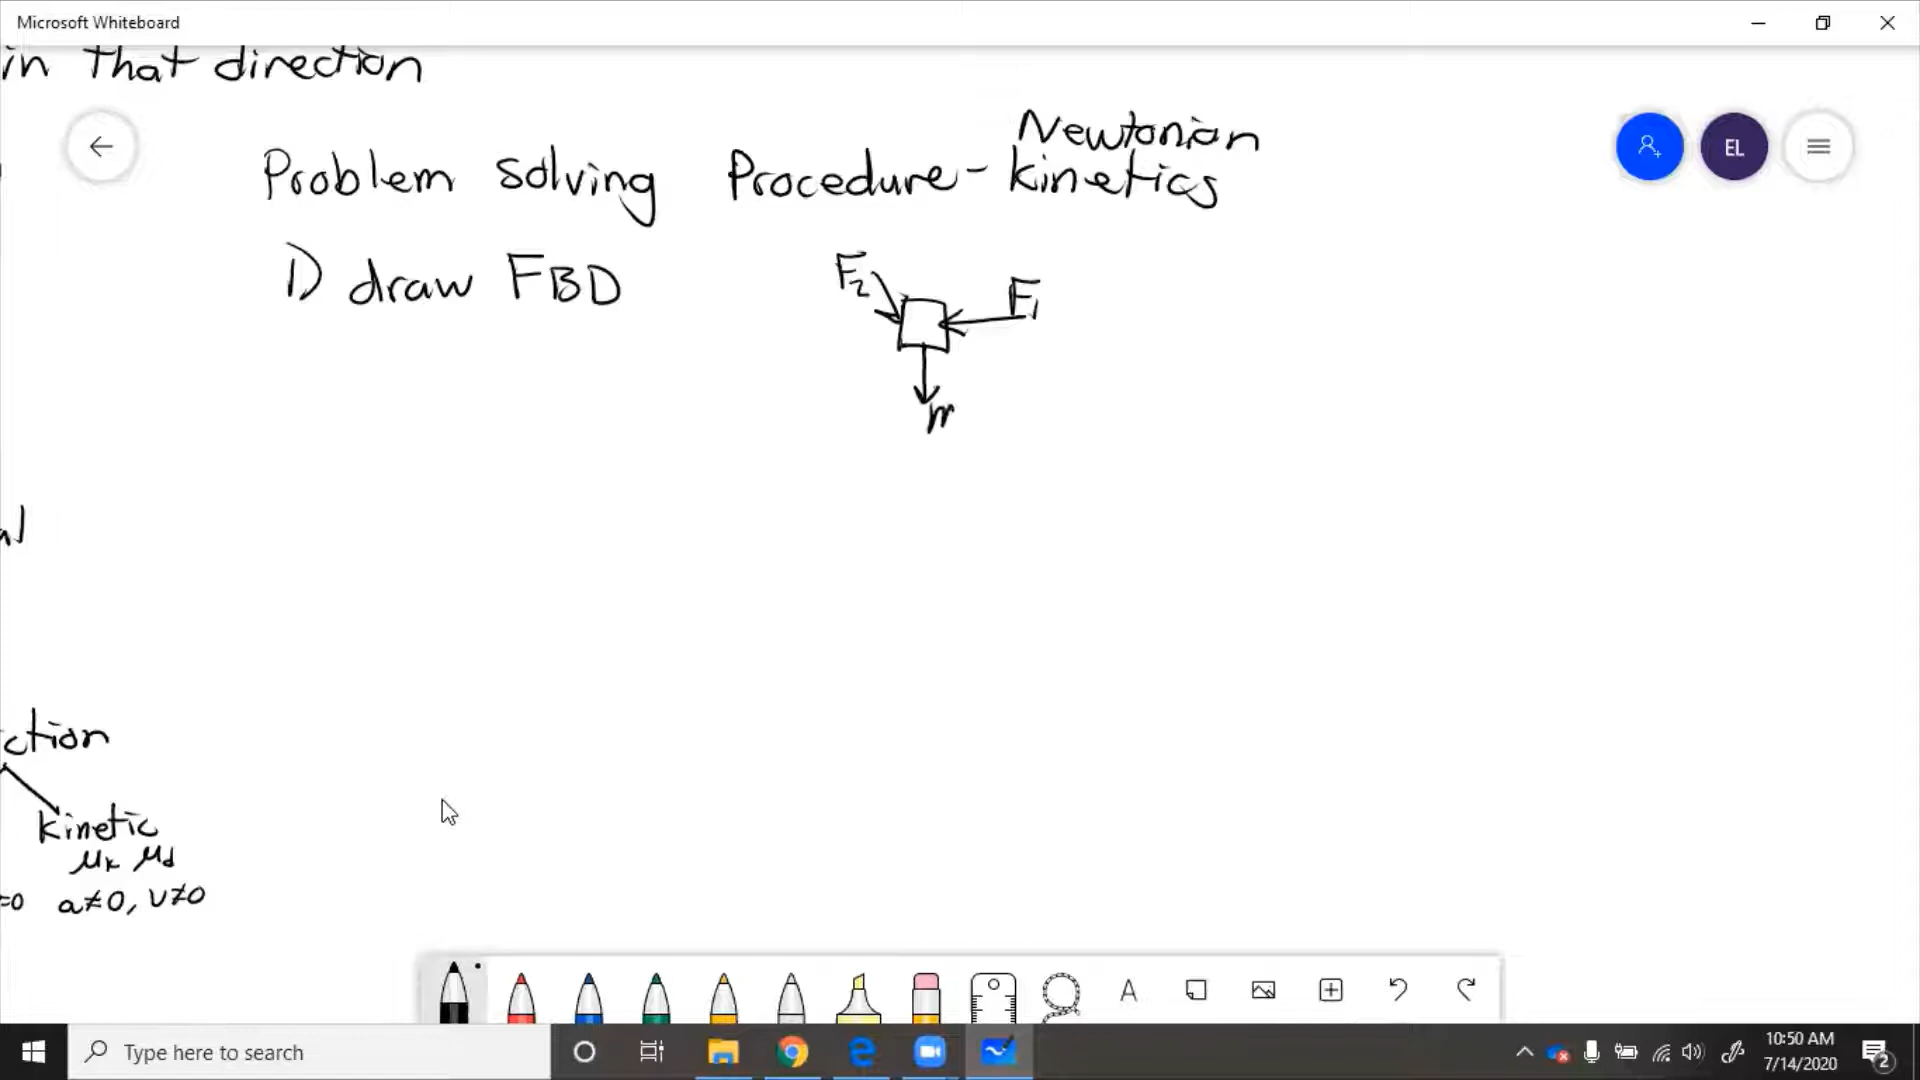 Microsoft Whiteboard
in that direction
Newtonian
Problem solving Procedure- kinetics
EL
1) draw FBD
F2
F1
m
al
ction
kinetic
μk μd
=0 a≠0, v≠0
A
Type here to search
10:50 AM
7/14/2020
2